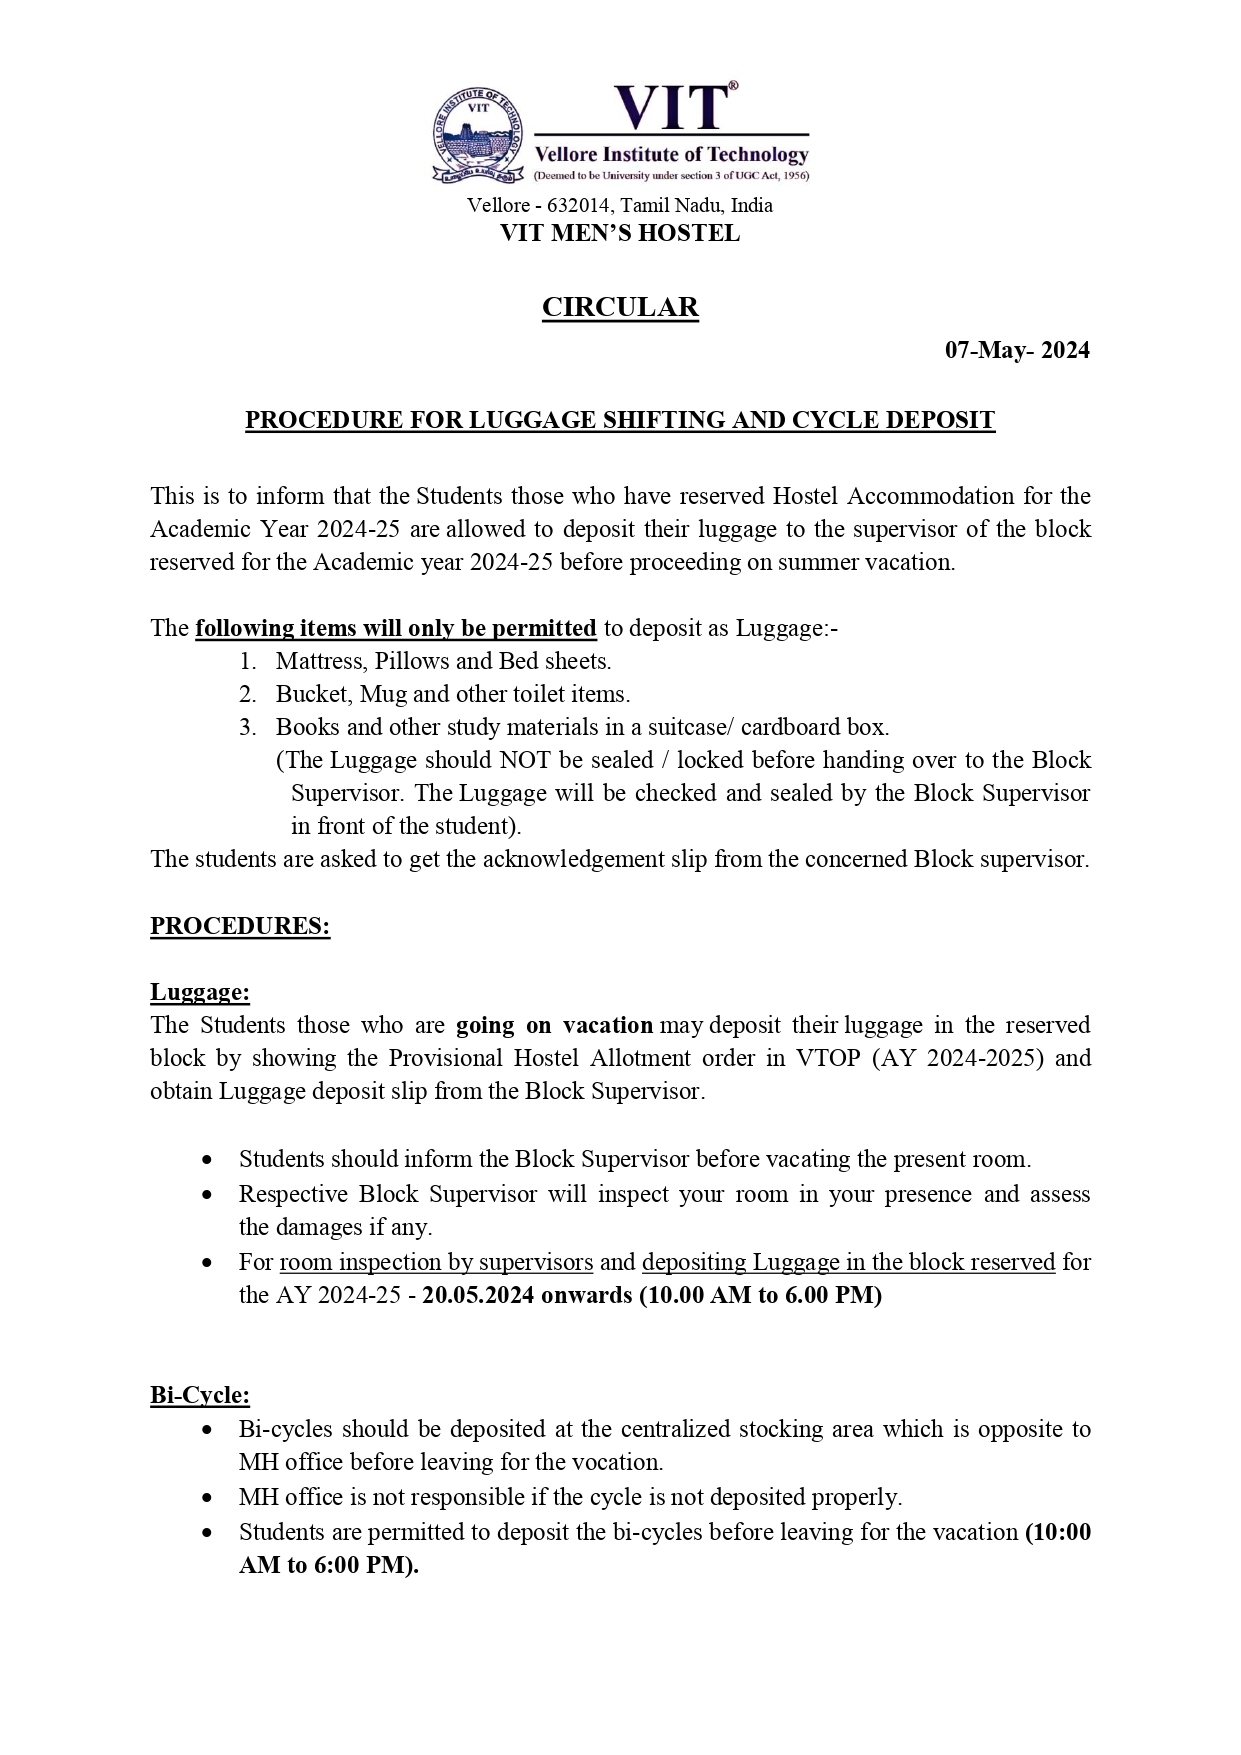 VELLORE INSTITUTE OF TECHNOLOGY
VIT
VIT®
Vellore Institute of Technology
(Deemed to be University under section 3 of UGC Act, 1956)
Vellore - 632014, Tamil Nadu, India
VIT MEN’S HOSTEL
CIRCULAR
07-May- 2024
PROCEDURE FOR LUGGAGE SHIFTING AND CYCLE DEPOSIT
This is to inform that the Students those who have reserved Hostel Accommodation for the
Academic Year 2024-25 are allowed to deposit their luggage to the supervisor of the block
reserved for the Academic year 2024-25 before proceeding on summer vacation.
The following items will only be permitted to deposit as Luggage:-
1. Mattress, Pillows and Bed sheets.
2. Bucket, Mug and other toilet items.
3. Books and other study materials in a suitcase/ cardboard box.
(The Luggage should NOT be sealed / locked before handing over to the Block
Supervisor. The Luggage will be checked and sealed by the Block Supervisor
in front of the student).
The students are asked to get the acknowledgement slip from the concerned Block supervisor.
PROCEDURES:
Luggage:
The Students those who are going on vacation may deposit their luggage in the reserved
block by showing the Provisional Hostel Allotment order in VTOP (AY 2024-2025) and
obtain Luggage deposit slip from the Block Supervisor.
• Students should inform the Block Supervisor before vacating the present room.
• Respective Block Supervisor will inspect your room in your presence and assess
the damages if any.
• For room inspection by supervisors and depositing Luggage in the block reserved for
the AY 2024-25 - 20.05.2024 onwards (10.00 AM to 6.00 PM)
Bi-Cycle:
• Bi-cycles should be deposited at the centralized stocking area which is opposite to
MH office before leaving for the vocation.
• MH office is not responsible if the cycle is not deposited properly.
• Students are permitted to deposit the bi-cycles before leaving for the vacation (10:00
AM to 6:00 PM).